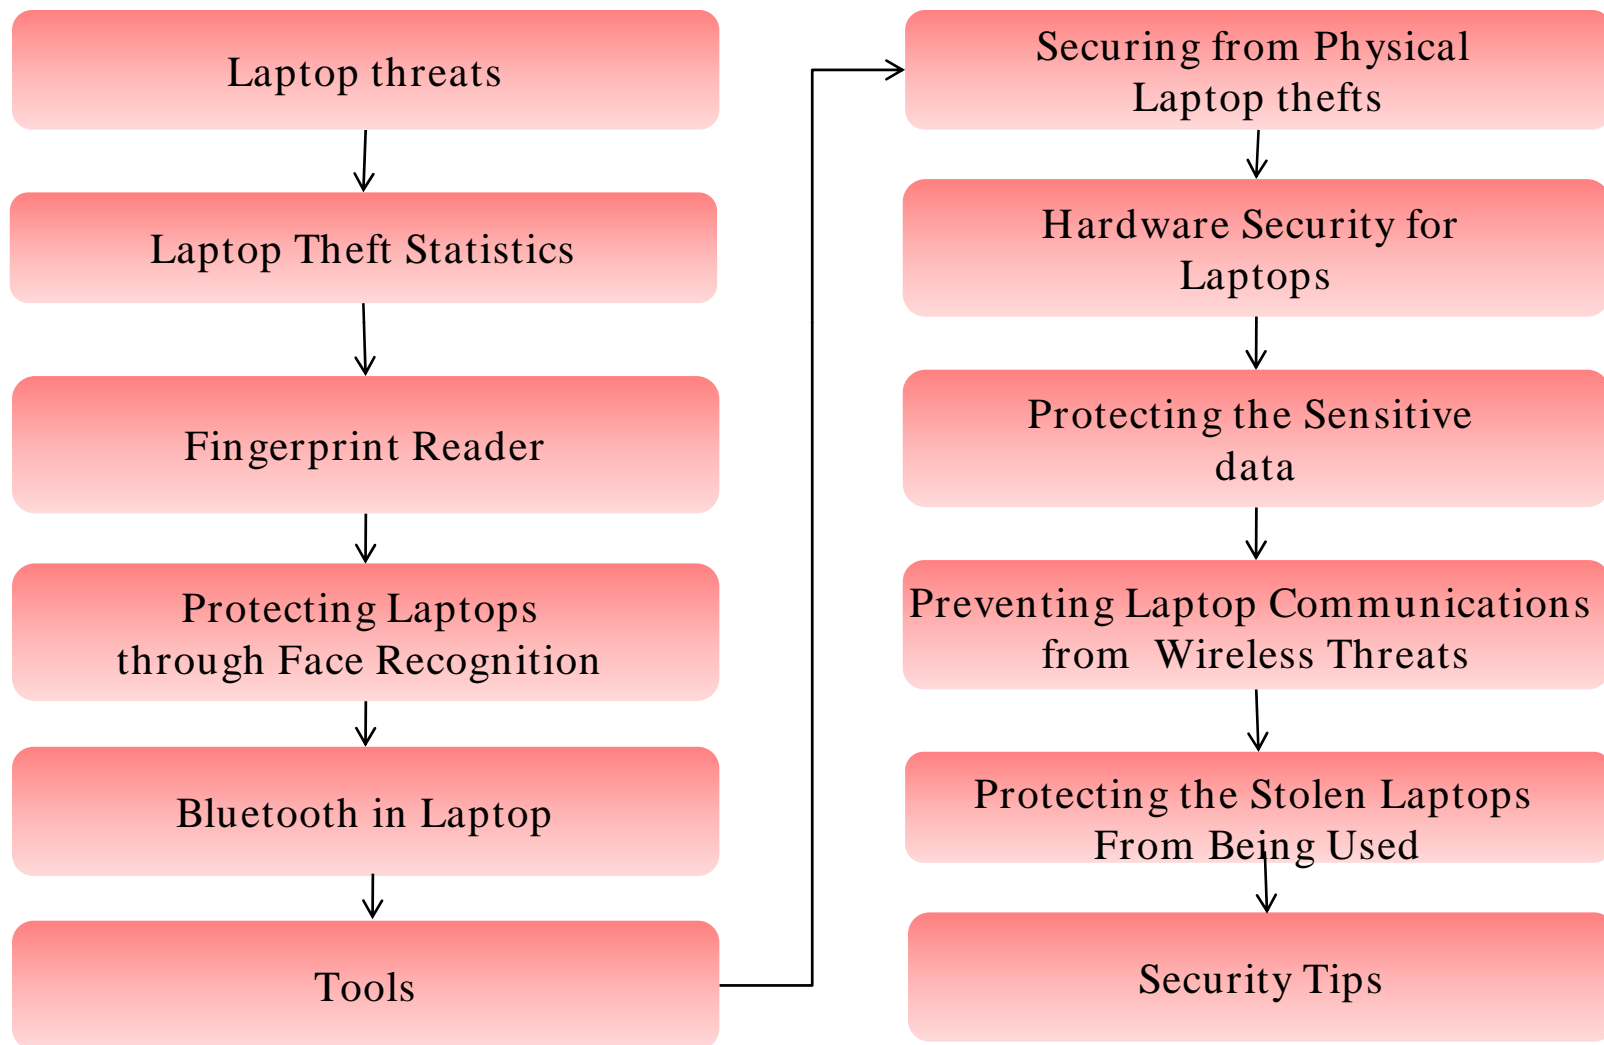 Laptop threats
Laptop Theft Statistics
Fingerprint Reader
Protecting Laptops
through Face Recognition
Bluetooth in Laptop
Tools
Securing from Physical
Laptop thefts
Hardware Security for
Laptops
Protecting the Sensitive
data
Preventing Laptop Communications
from Wireless Threats
Protecting the Stolen Laptops
From Being Used
Security Tips